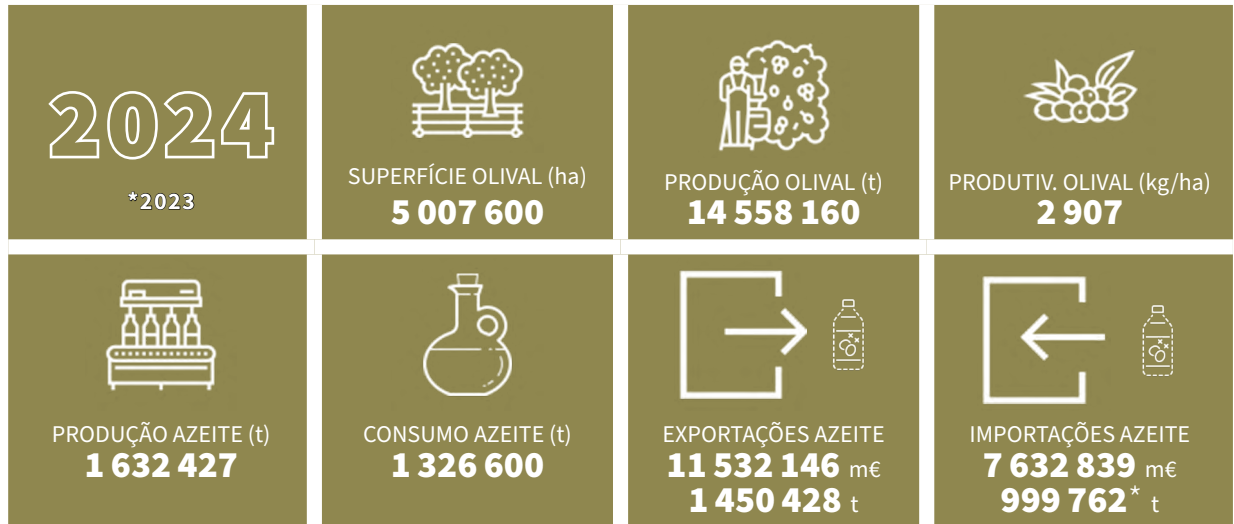 2024
*2023
SUPERFÍCIE OLIVAL (ha)
5 007 600
PRODUÇÃO OLIVAL (t)
14 558 160
PRODUTIV. OLIVAL (kg/ha)
2 907
PRODUÇÃO AZEITE (t)
1 632 427
CONSUMO AZEITE (t)
1 326 600
EXPORTAÇÕES AZEITE
11 532 146 m€
1 450 428 t
IMPORTAÇÕES AZEITE
7 632 839 m€
999 762* t